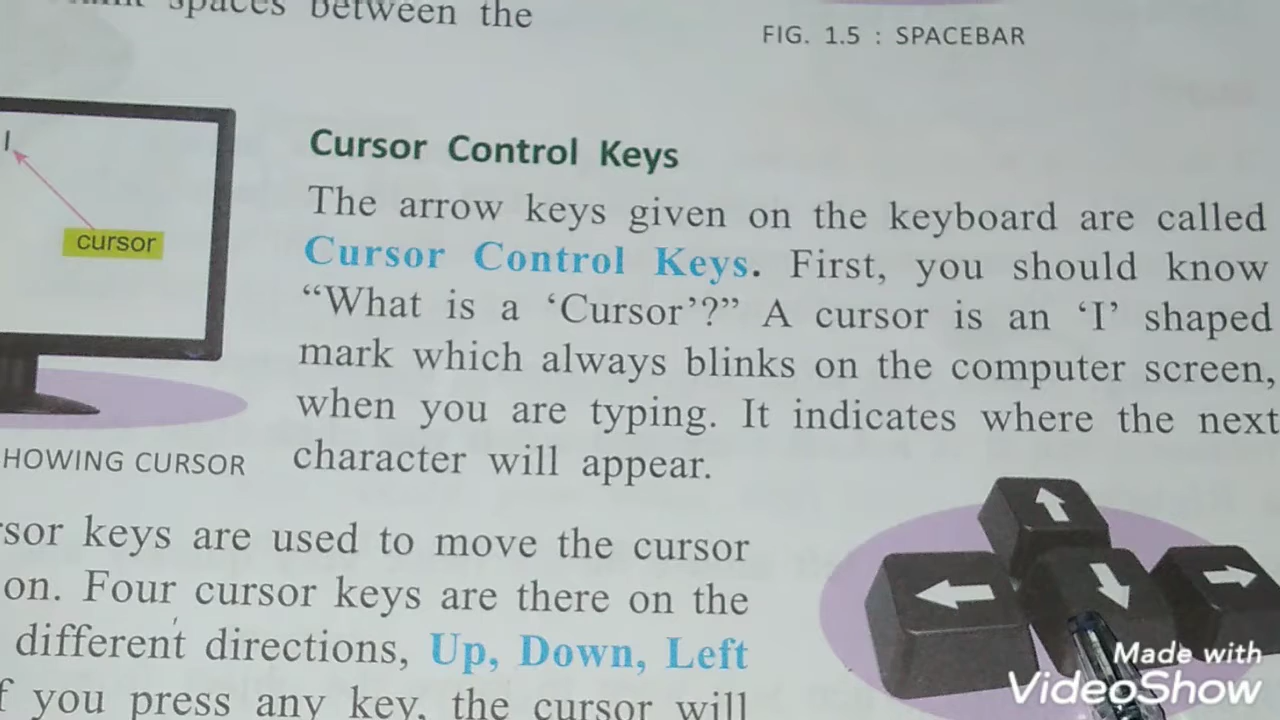 spaces between the
FIG. 1.5 : SPACEBAR
I
cursor
HOWING CURSOR
Cursor Control Keys
The arrow keys given on the keyboard are called
Cursor Control Keys. First, you should know
“What is a ‘Cursor’?” A cursor is an ‘I’ shaped
mark which always blinks on the computer screen,
when you are typing. It indicates where the next
character will appear.
keys are used to move the cursor
on. Four cursor keys are there on the
different directions, Up, Down, Left
you press any key, the cursor will
Made with
VideoShow